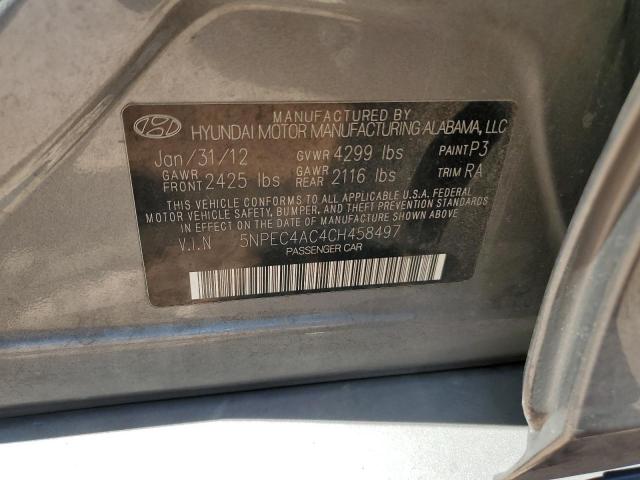 MANUFACTURED BY
HYUNDAI MOTOR MANUFACTURING ALABAMA, LLC
Jan/31/12 GVWR 4299 lbs PAINT P3
GAWR FRONT 2425 lbs GAWR REAR 2116 lbs TRIM RA
THIS VEHICLE CONFORMS TO ALL APPLICABLE U.S.A. FEDERAL
MOTOR VEHICLE SAFETY, BUMPER, AND THEFT PREVENTION STANDARDS
IN EFFECT ON THE DATE OF MANUFACTURE SHOWN ABOVE.
V.I.N 5NPEC4AC4CH458497
PASSENGER CAR